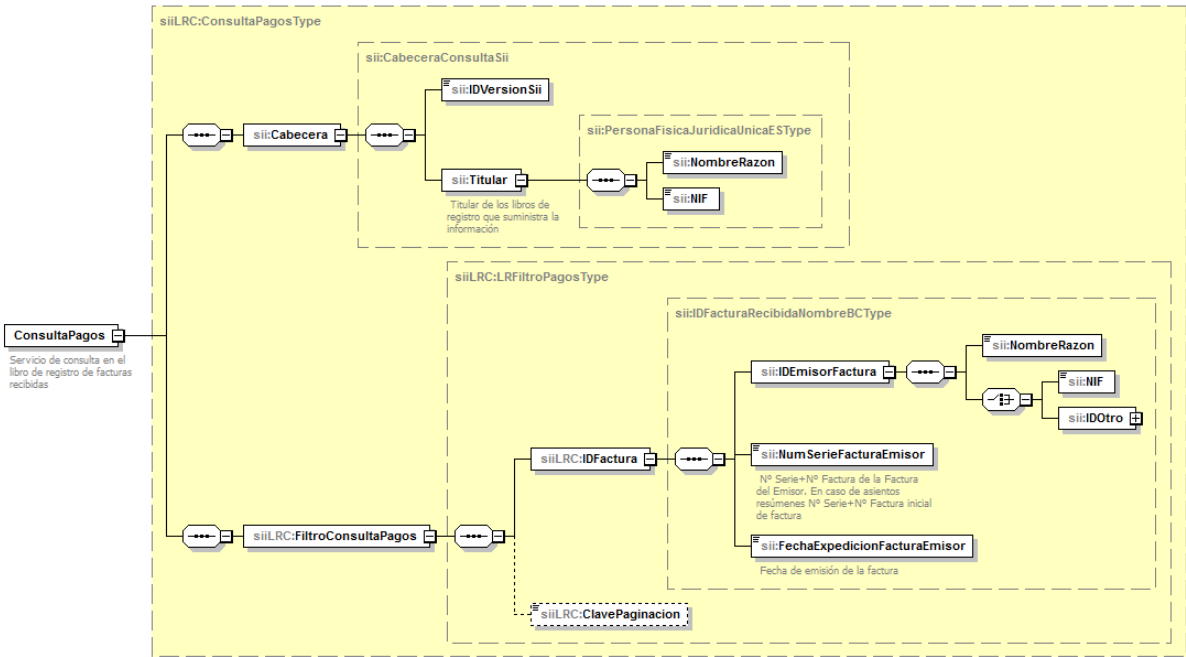 siiLRC:ConsultaPagosType
sii:CabeceraConsultaSii
sii:IDVersionSii
sii:PersonaFisicaJuridicaUnicaESType
sii:Cabecera
sii:NombreRazon
sii:Titular
sii:NIF
Titular de los libros de
registro que suministra la
información
siiLRC:LRFiltroPagosType
sii:IDFacturaRecibidaNombreBCType
ConsultaPagos
Servicio de consulta en el
libro de registro de facturas
recibidas
sii:NombreRazon
sii:IDEmisorFactura
sii:NIF
sii:IDOtro
siiLRC:IDFactura
sii:NumSerieFacturaEmisor
Nº Serie+Nº Factura de la Factura
del Emisor. En caso de asientos
resúmenes Nº Serie+Nº Factura inicial
de factura
siiLRC:FiltroConsultaPagos
sii:FechaExpedicionFacturaEmisor
Fecha de emisión de la factura
siiLRC:ClavePaginacion